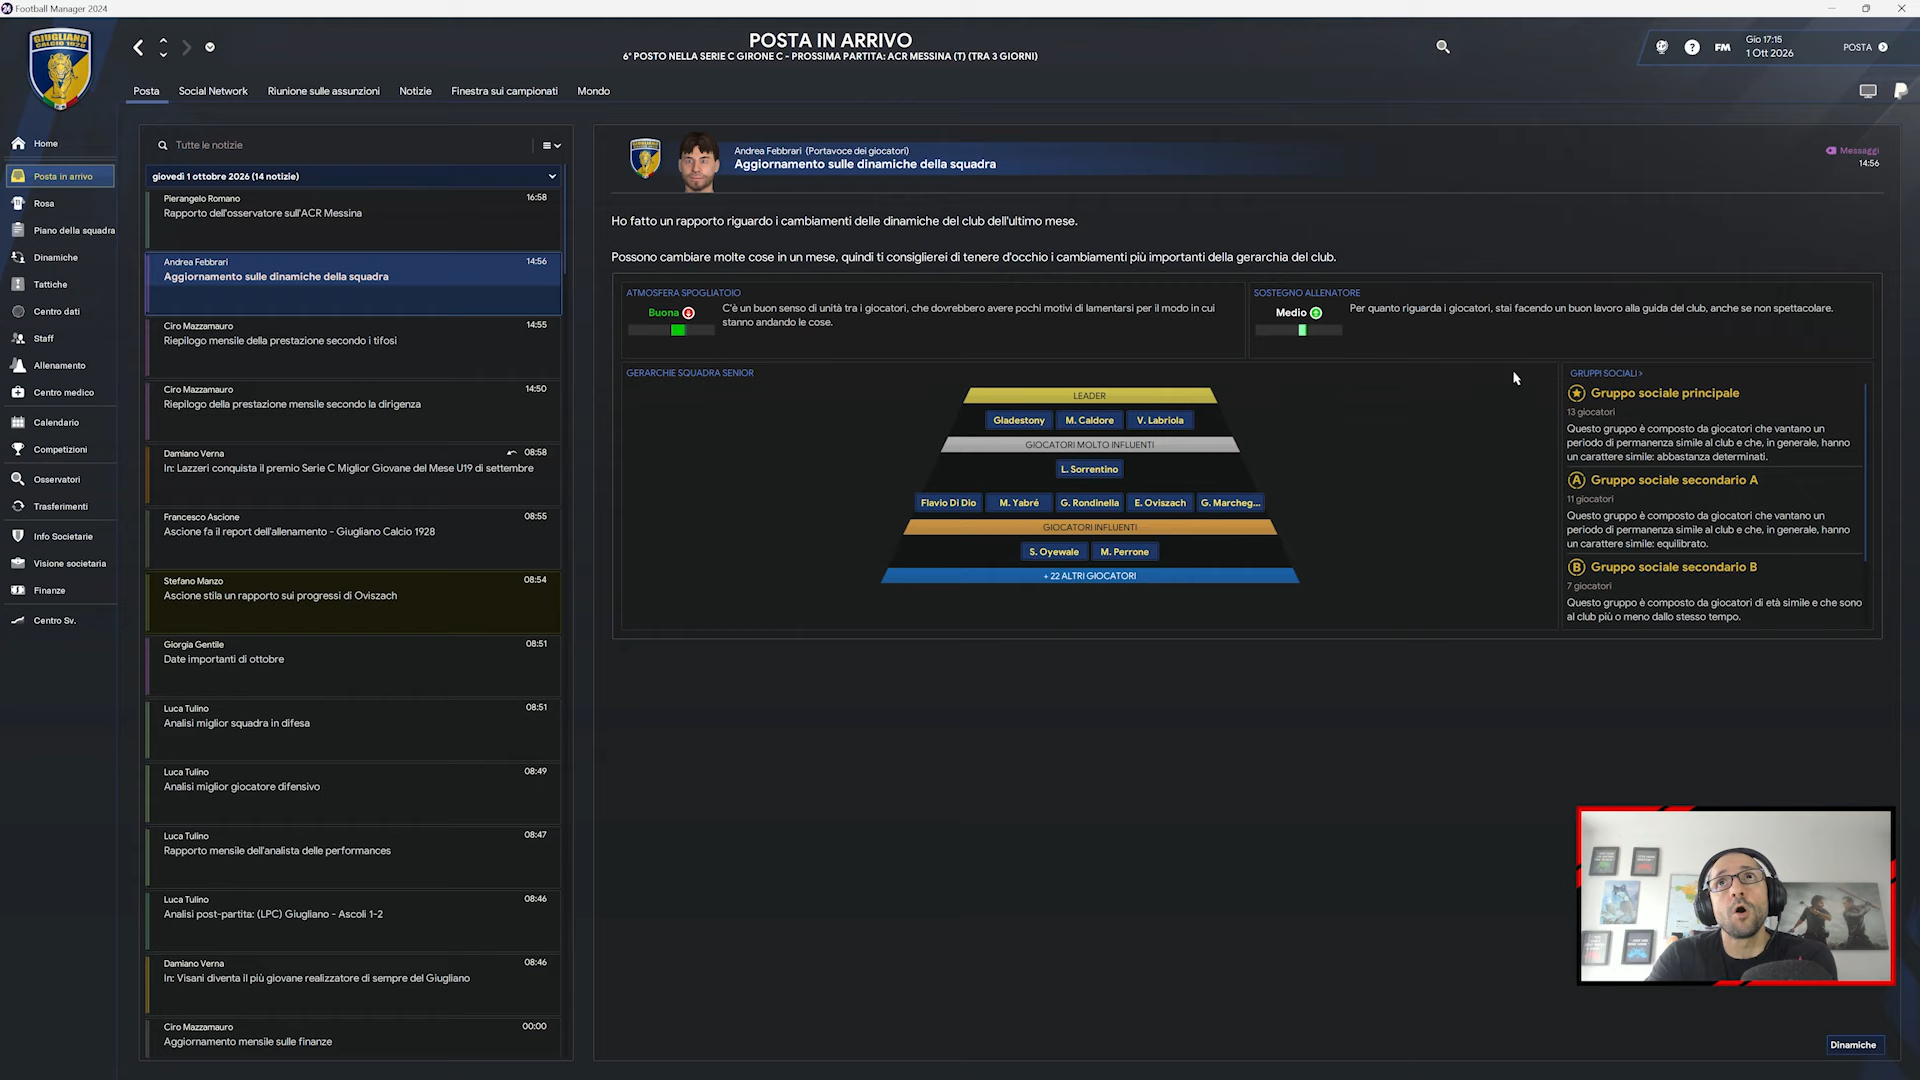 Football Manager 2024
GIUGLIANO
CALCIO 1928
POSTA IN ARRIVO
6° POSTO NELLA SERIE C GIRONE C - PROSSIMA PARTITA: ACR MESSINA (T) (TRA 3 GIORNI)
FM
Gio 17:15
1 Ott 2026
POSTA
Posta
Social Network
Riunione sulle assunzioni
Notizie
Finestra sui campionati
Mondo
Home
Posta in arrivo
Rosa
Piano della squadra
Dinamiche
Tattiche
Centro dati
Staff
Allenamento
Centro medico
Calendario
Competizioni
Osservatori
Trasferimenti
Info Societarie
Visione societaria
Finanze
Centro Sv.
Tutte le notizie
giovedì 1 ottobre 2026 (14 notizie)
Pierangelo Romano 16:58
Rapporto dell'osservatore sull'ACR Messina
Andrea Febbrari 14:56
Aggiornamento sulle dinamiche della squadra
Ciro Mazzamauro 14:55
Riepilogo mensile della prestazione secondo i tifosi
Ciro Mazzamauro 14:50
Riepilogo della prestazione mensile secondo la dirigenza
Damiano Verna 08:58
In: Lazzeri conquista il premio Serie C Miglior Giovane del Mese U19 di settembre
Francesco Ascione 08:55
Ascione fa il report dell'allenamento - Giugliano Calcio 1928
Stefano Manzo 08:54
Ascione stila un rapporto sui progressi di Oviszach
Giorgia Gentile 08:51
Date importanti di ottobre
Luca Tulino 08:51
Analisi miglior squadra in difesa
Luca Tulino 08:49
Analisi miglior giocatore difensivo
Luca Tulino 08:47
Rapporto mensile dell'analista delle performances
Luca Tulino 08:46
Analisi post-partita: (LPC) Giugliano - Ascoli 1-2
Damiano Verna 08:46
In: Visani diventa il più giovane realizzatore di sempre del Giugliano
Ciro Mazzamauro 00:00
Aggiornamento mensile sulle finanze
Andrea Febbrari (Portavoce dei giocatori)
Aggiornamento sulle dinamiche della squadra
Messaggi
14:56
Ho fatto un rapporto riguardo i cambiamenti delle dinamiche del club dell'ultimo mese.
Possono cambiare molte cose in un mese, quindi ti consiglierei di tenere d'occhio i cambiamenti più importanti della gerarchia del club.
ATMOSFERA SPOGLIATOIO
Buona
C'è un buon senso di unità tra i giocatori, che dovrebbero avere pochi motivi di lamentarsi per il modo in cui
stanno andando le cose.
SOSTEGNO ALLENATORE
Medio
Per quanto riguarda i giocatori, stai facendo un buon lavoro alla guida del club, anche se non spettacolare.
GERARCHIE SQUADRA SENIOR
LEADER
Gladestony
M. Caldore
V. Labriola
GIOCATORI MOLTO INFLUENTI
L. Sorrentino
Flavio Di Dio
M. Yabré
G. Rondinella
E. Oviszach
G. Marcheg...
GIOCATORI INFLUENTI
S. Oyewale
M. Perrone
+ 22 ALTRI GIOCATORI
GRUPPI SOCIALI >
Gruppo sociale principale
13 giocatori
Questo gruppo è composto da giocatori che vantano un
periodo di permanenza simile al club e che, in generale, hanno
un carattere simile: abbastanza determinati.
A Gruppo sociale secondario A
11 giocatori
Questo gruppo è composto da giocatori che vantano un
periodo di permanenza simile al club e che, in generale, hanno
un carattere simile: equilibrato.
B Gruppo sociale secondario B
7 giocatori
Questo gruppo è composto da giocatori di età simile e che sono
al club più o meno dallo stesso tempo.
Dinamiche